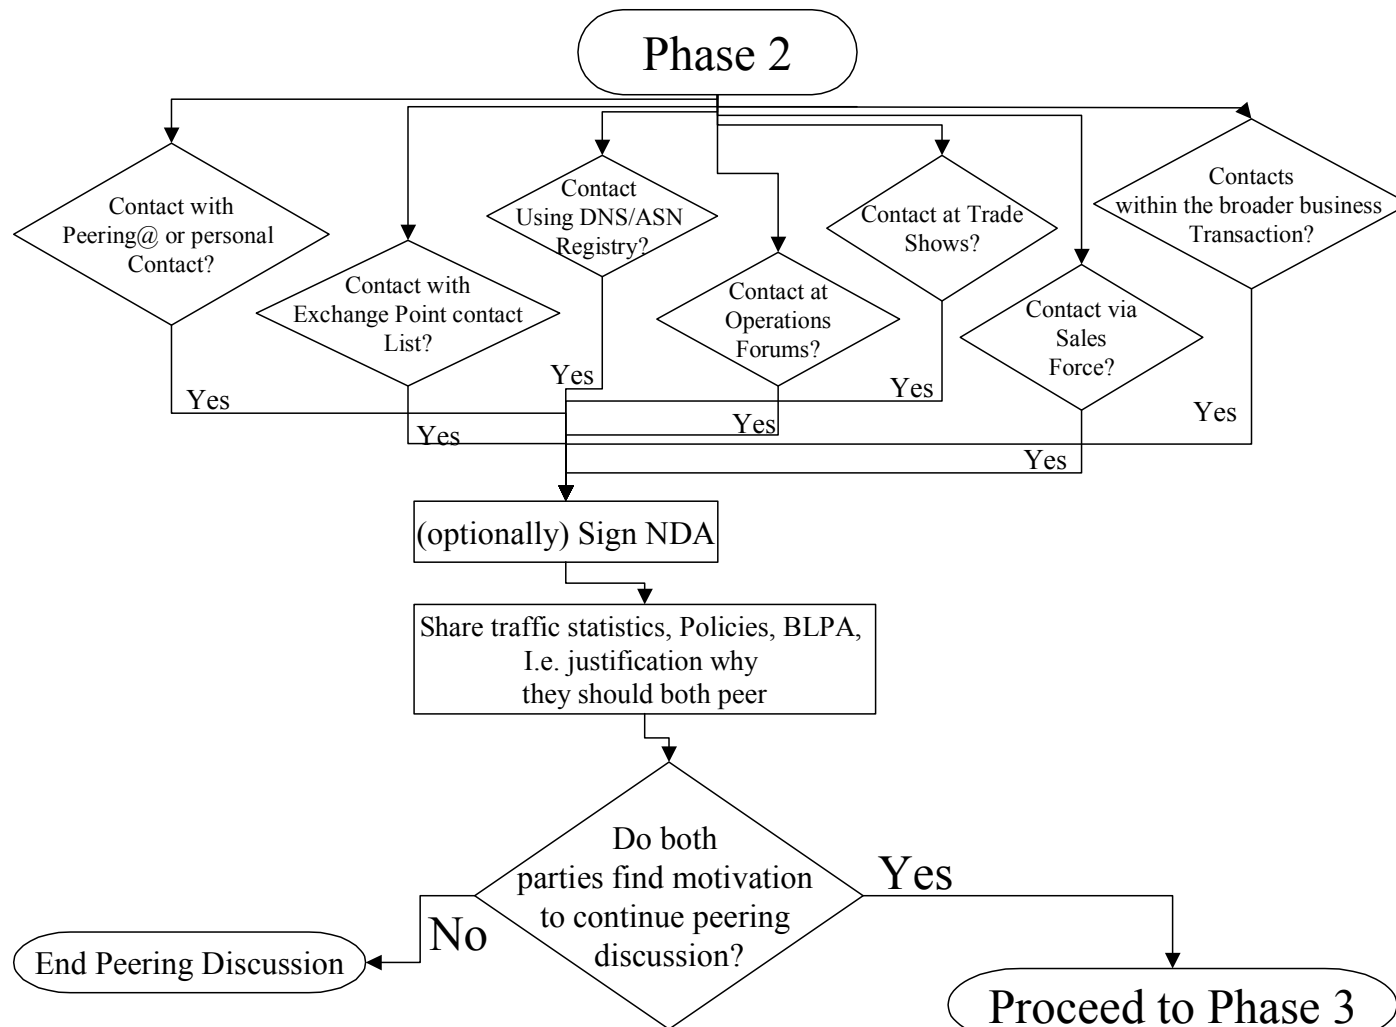 Phase 2
Contact with
Peering@ or personal
Contact?
Contact with
Exchange Point contact
List?
Contact
Using DNS/ASN
Registry?
Contact at
Operations
Forums?
Contact at Trade
Shows?
Contact via
Sales
Force?
Contacts
within the broader business
Transaction?
Yes
Yes
Yes
Yes
Yes
Yes
Yes
(optionally) Sign NDA
Share traffic statistics, Policies, BLPA,
I.e. justification why
they should both peer
Do both
parties find motivation
to continue peering
discussion?
Yes
No
End Peering Discussion
Proceed to Phase 3